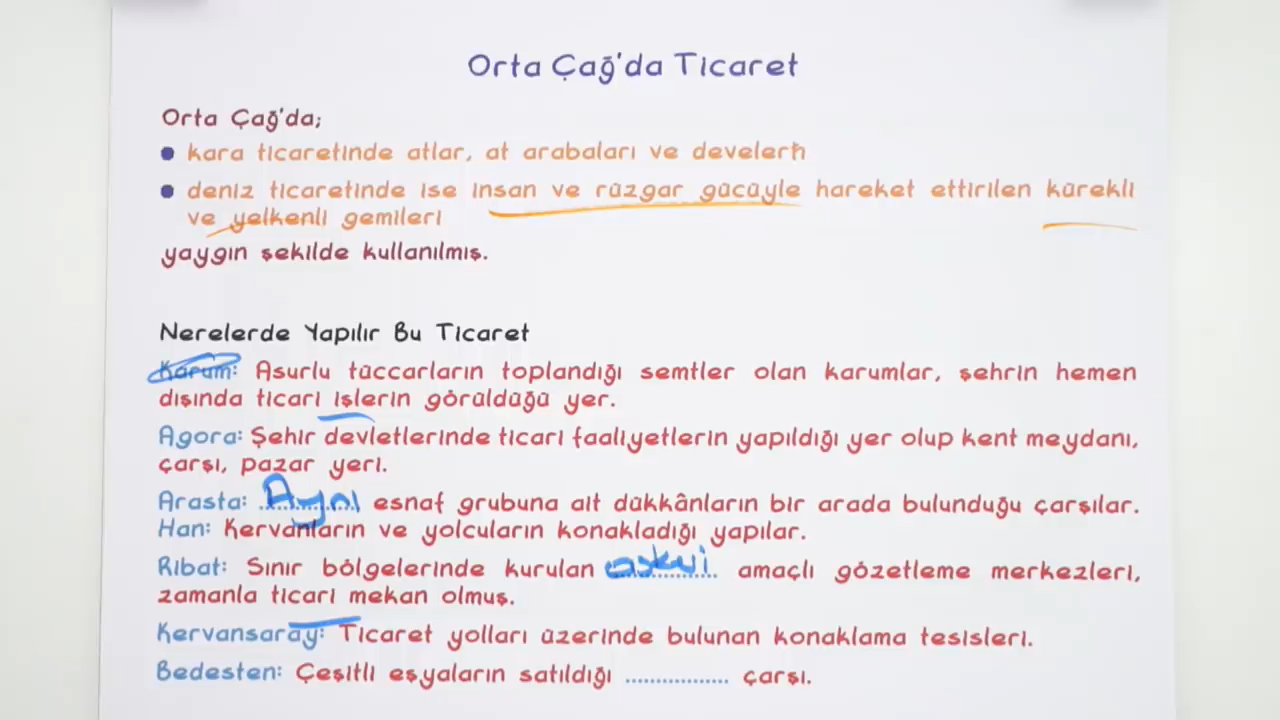 Orta Çağ'da Ticaret
Orta Çağ'da;
kara ticaretinde atlar, at arabaları ve develerh
deniz ticaretinde ise insan ve rüzgar gücüyle hareket ettirilen kürekli
ve yelkenli gemileri
yaygın şekilde kullanılmış.
Nerelerde Yapılır Bu Ticaret
Karum: Asurlu tüccarların toplandığı semtler olan karumlar, şehrin hemen
dışında ticari işlerin görüldüğü yer.
Agora: Şehir devletlerinde ticari faaliyetlerin yapıldığı yer olup kent meydanı,
çarşı, pazar yeri.
Arasta: Aynı esnaf grubuna ait dükkânların bir arada bulunduğu çarşılar.
Han: Kervanların ve yolcuların konakladığı yapılar.
Ribat: Sınır bölgelerinde kurulan askeri amaçlı gözetleme merkezleri,
zamanla ticari mekan olmuş.
Kervansaray: Ticaret yolları üzerinde bulunan konaklama tesisleri.
Bedesten: Çeşitli eşyaların satıldığı ................. çarşı.